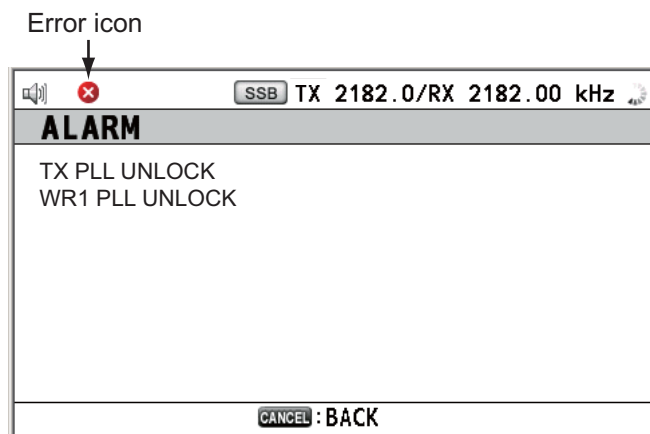 Error icon
SSB TX 2182.0/RX 2182.00 kHz
ALARM
TX PLL UNLOCK
WR1 PLL UNLOCK
CANCEL : BACK